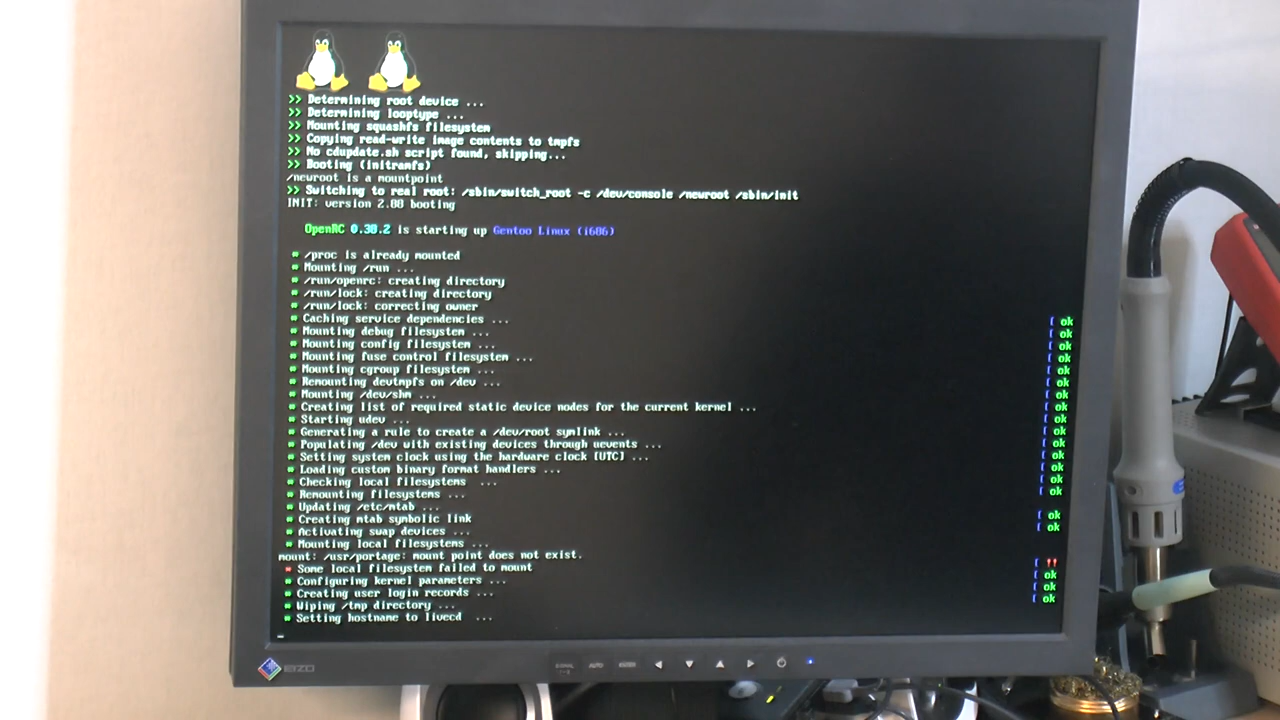 >> Determining root device ...
>> Determining looptype ...
>> Mounting squashfs filesystem
>> Copying read-write image contents to tmpfs
>> No cdupdate.sh script found, skipping...
>> Booting (initramfs)
/newroot is a mountpoint
>> Switching to real root: /sbin/switch_root -c /dev/console /newroot /sbin/init
INIT: version 2.88 booting
OpenRC 0.38.2 is starting up Gentoo Linux (i686)
* /proc is already mounted
* Mounting /run ...
* /run/openrc: creating directory
* /run/lock: creating directory
* /run/lock: correcting owner
* Caching service dependencies ... [ ok
* Mounting debug filesystem ... [ ok
* Mounting config filesystem ... [ ok
* Mounting fuse control filesystem ... [ ok
* Mounting cgroup filesystem ... [ ok
* Remounting devtmpfs on /dev ... [ ok
* Mounting /dev/shm ... [ ok
* Creating list of required static device nodes for the current kernel ... [ ok
* Starting udev ... [ ok
* Generating a rule to create a /dev/root symlink ... [ ok
* Populating /dev with existing devices through uevents ... [ ok
* Setting system clock using the hardware clock [UTC] ... [ ok
* Loading custom binary format handlers ... [ ok
* Checking local filesystems ... [ ok
* Remounting filesystems ... [ ok
* Updating /etc/mtab ...
* Creating mtab symbolic link [ ok
* Activating swap devices ... [ ok
* Mounting local filesystems ...
mount: /usr/portage: mount point does not exist.
* Some local filesystem failed to mount [ !!
* Configuring kernel parameters ... [ ok
* Creating user login records ... [ ok
* Wiping /tmp directory ... [ ok
* Setting hostname to livecd ...
EIZO
SIGNAL AUTO ENTER